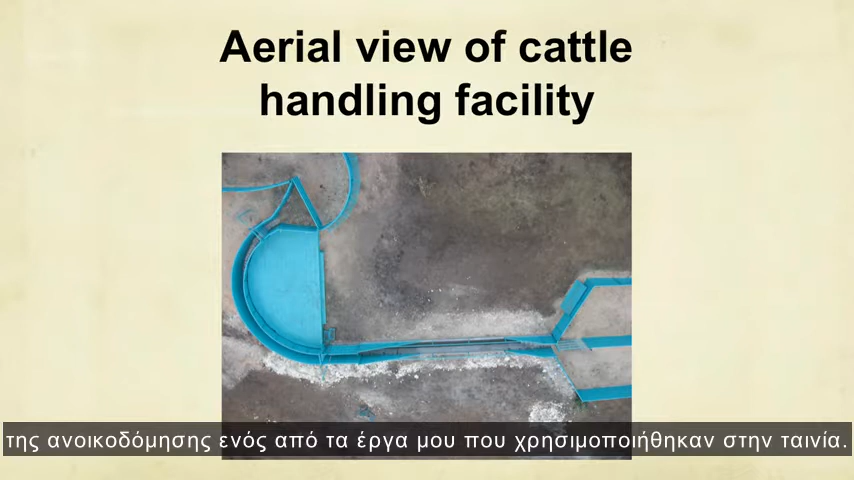 Aerial view of cattle
handling facility
της ανοικοδόμησης ενός από τα έργα μου που χρησιμοποιήθηκαν στην ταινία.